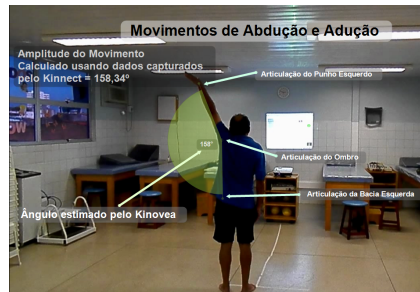 Movimentos de Abdução e Adução
Amplitude do Movimento
Calculado usando dados capturados
pelo Kinnect = 158,34º
Articulação do Punho Esquerdo
158°
Articulação do Ombro
Articulação da Bacia Esquerda
Ângulo estimado pelo Kinovea